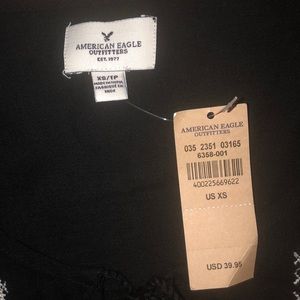 AMERICAN EAGLE
OUTFITTERS
EST. 1977
XS/TP
AMERICAN EAGLE
OUTFITTERS
035 2351 03165
6358-001
400225669622
US XS
USD 39.95